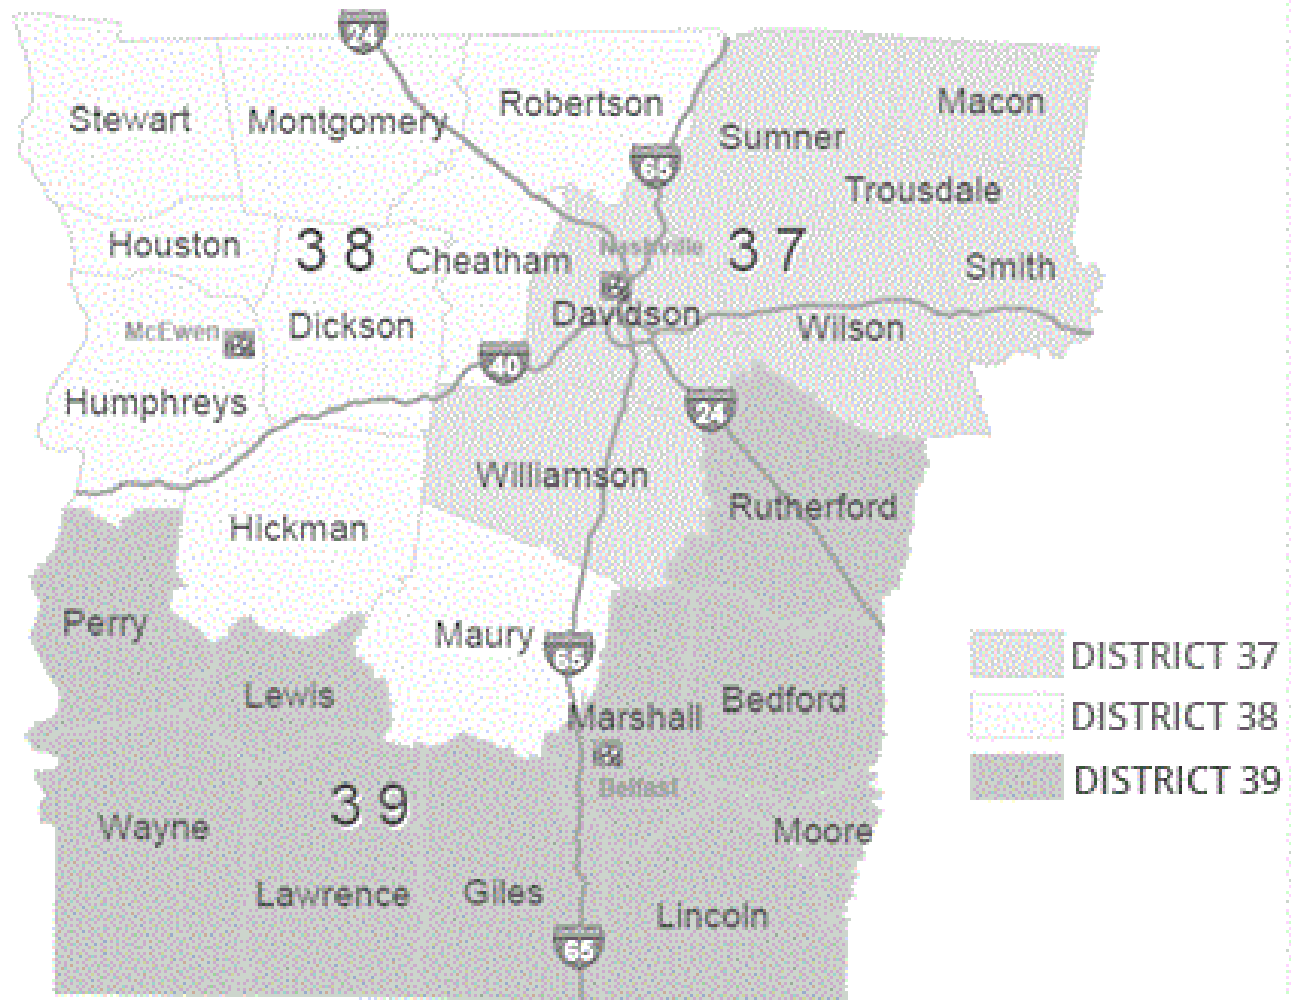 24
Robertson
Macon
Stewart
Montgomery
Sumner
65
Trousdale
Houston
38
Cheatham
Nashville
37
Smith
Davidson
McEwen
Dickson
Wilson
40
Humphreys
24
Williamson
Rutherford
Hickman
Perry
Maury
65
DISTRICT 37
Lewis
Marshall
Bedford
DISTRICT 38
Belfast
DISTRICT 39
39
Wayne
Moore
Lawrence
Giles
Lincoln
65